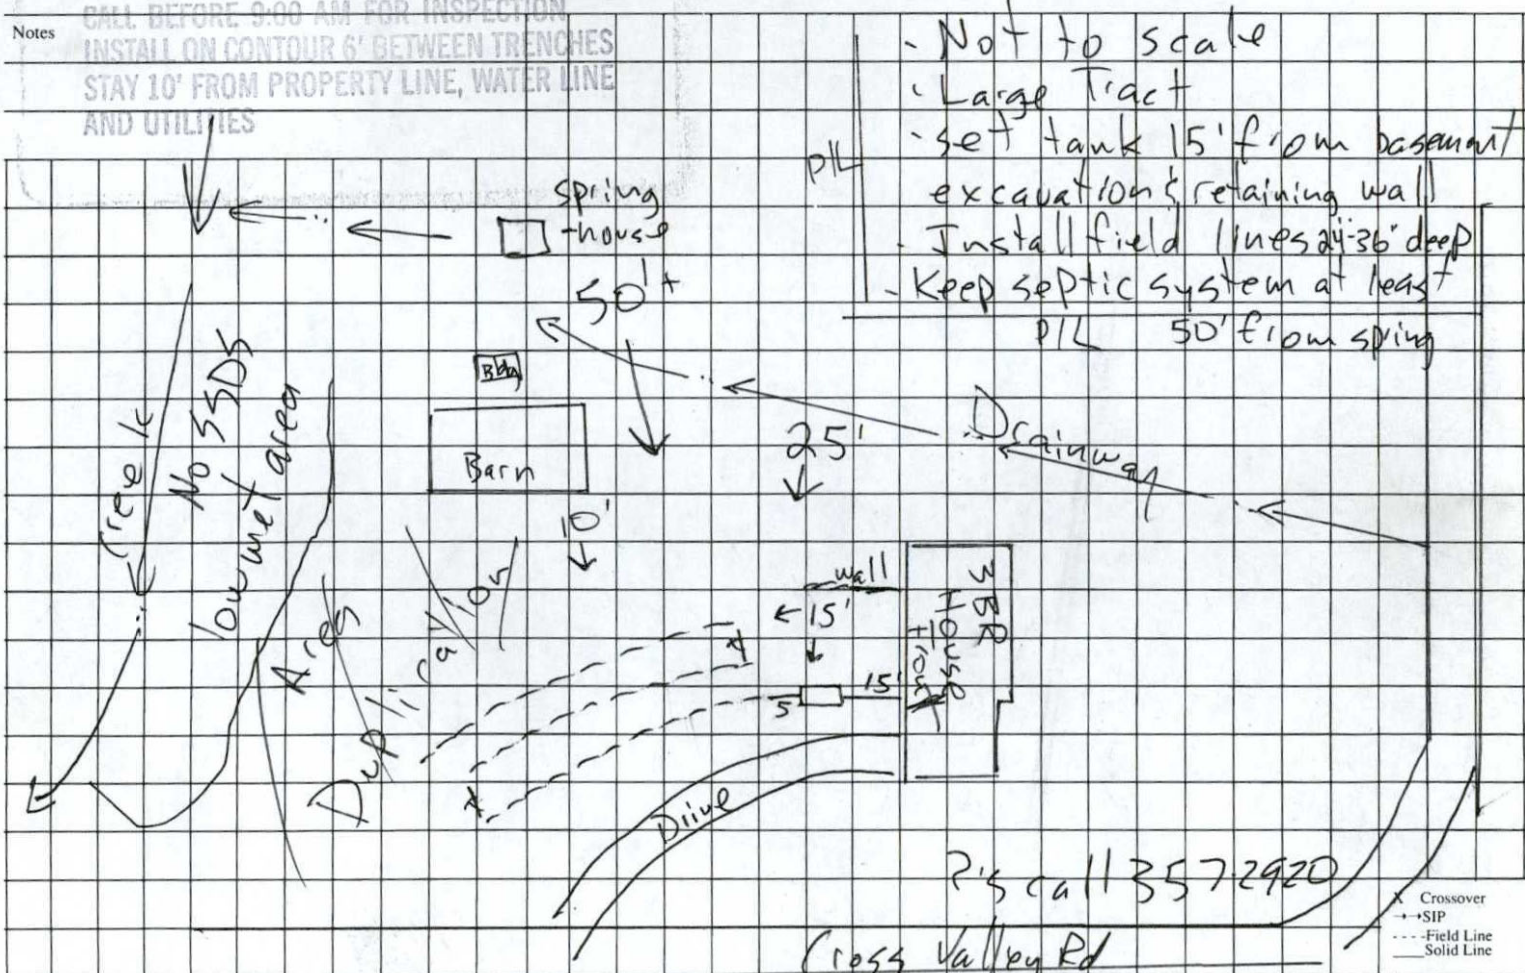 Notes
CALL BEFORE 9:00 AM FOR INSPECTION
INSTALL ON CONTOUR 6' BETWEEN TRENCHES
STAY 10' FROM PROPERTY LINE, WATER LINE
AND UTILITIES
- Not to scale
- Large Tract
- set tank 15' from basement
excavation & retaining wall
- Install field lines 24-36" deep
- Keep septic system at least
50' from spring
P/L
P/L
spring
-house
50'+
Bldg
Barn
10'
25'
Drainway
creek
No SSDS
low wet area
Duplication
Area
wall
15'
15'
5
3 BR
House
Front
x
x
Drive
?'s call 357-2920
Cross Valley Rd
X Crossover
SIP
Field Line
Solid Line